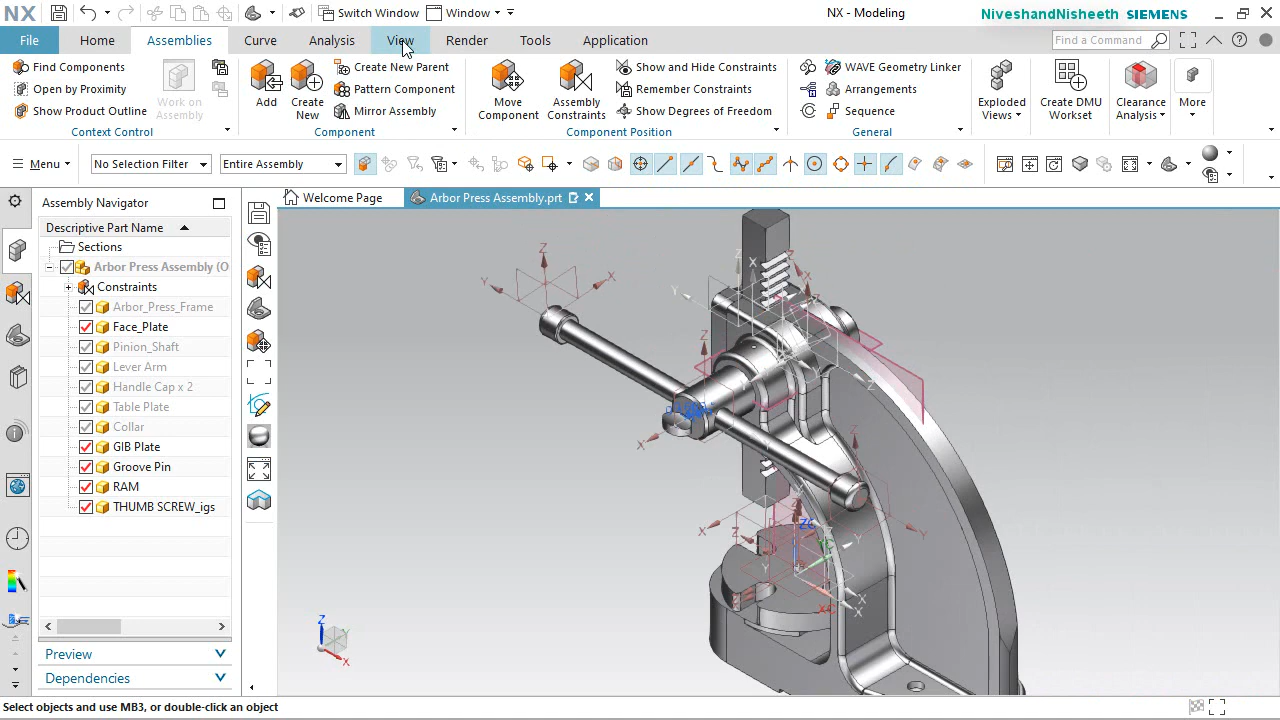 NX
Switch Window
Window
NX - Modeling
NiveshandNisheeth SIEMENS
File
Home
Assemblies
Curve
Analysis
View
Render
Tools
Application
Find a Command
Find Components
Open by Proximity
Show Product Outline
Work on
Assembly
Context Control
Add
Create
New
Create New Parent
Pattern Component
Mirror Assembly
Component
Move
Component
Assembly
Constraints
Show and Hide Constraints
Remember Constraints
Show Degrees of Freedom
Component Position
WAVE Geometry Linker
Arrangements
Sequence
General
Exploded
Views
Create DMU
Workset
Clearance
Analysis
More
Menu
No Selection Filter
Entire Assembly
Assembly Navigator
Welcome Page
Arbor Press Assembly.prt
Descriptive Part Name
Sections
Arbor Press Assembly (O
Constraints
Arbor_Press_Frame
Face_Plate
Pinion_Shaft
Lever Arm
Handle Cap x 2
Table Plate
Collar
GIB Plate
Groove Pin
RAM
THUMB SCREW_igs
Preview
Dependencies
Select objects and use MB3, or double-click an object